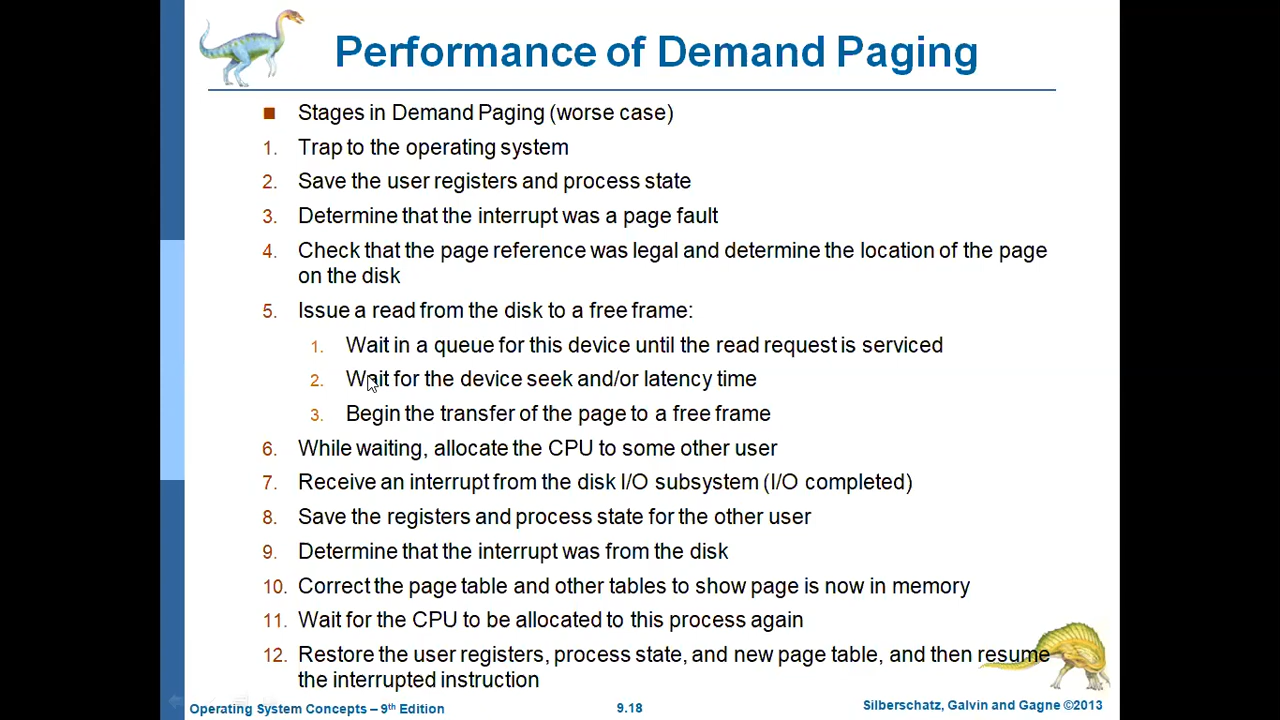 Performance of Demand Paging
■ Stages in Demand Paging (worse case)
1. Trap to the operating system
2. Save the user registers and process state
3. Determine that the interrupt was a page fault
4. Check that the page reference was legal and determine the location of the page
on the disk
5. Issue a read from the disk to a free frame:
1. Wait in a queue for this device until the read request is serviced
2. Wait for the device seek and/or latency time
3. Begin the transfer of the page to a free frame
6. While waiting, allocate the CPU to some other user
7. Receive an interrupt from the disk I/O subsystem (I/O completed)
8. Save the registers and process state for the other user
9. Determine that the interrupt was from the disk
10. Correct the page table and other tables to show page is now in memory
11. Wait for the CPU to be allocated to this process again
12. Restore the user registers, process state, and new page table, and then resume
the interrupted instruction
Operating System Concepts – 9th Edition
9.18
Silberschatz, Galvin and Gagne ©2013